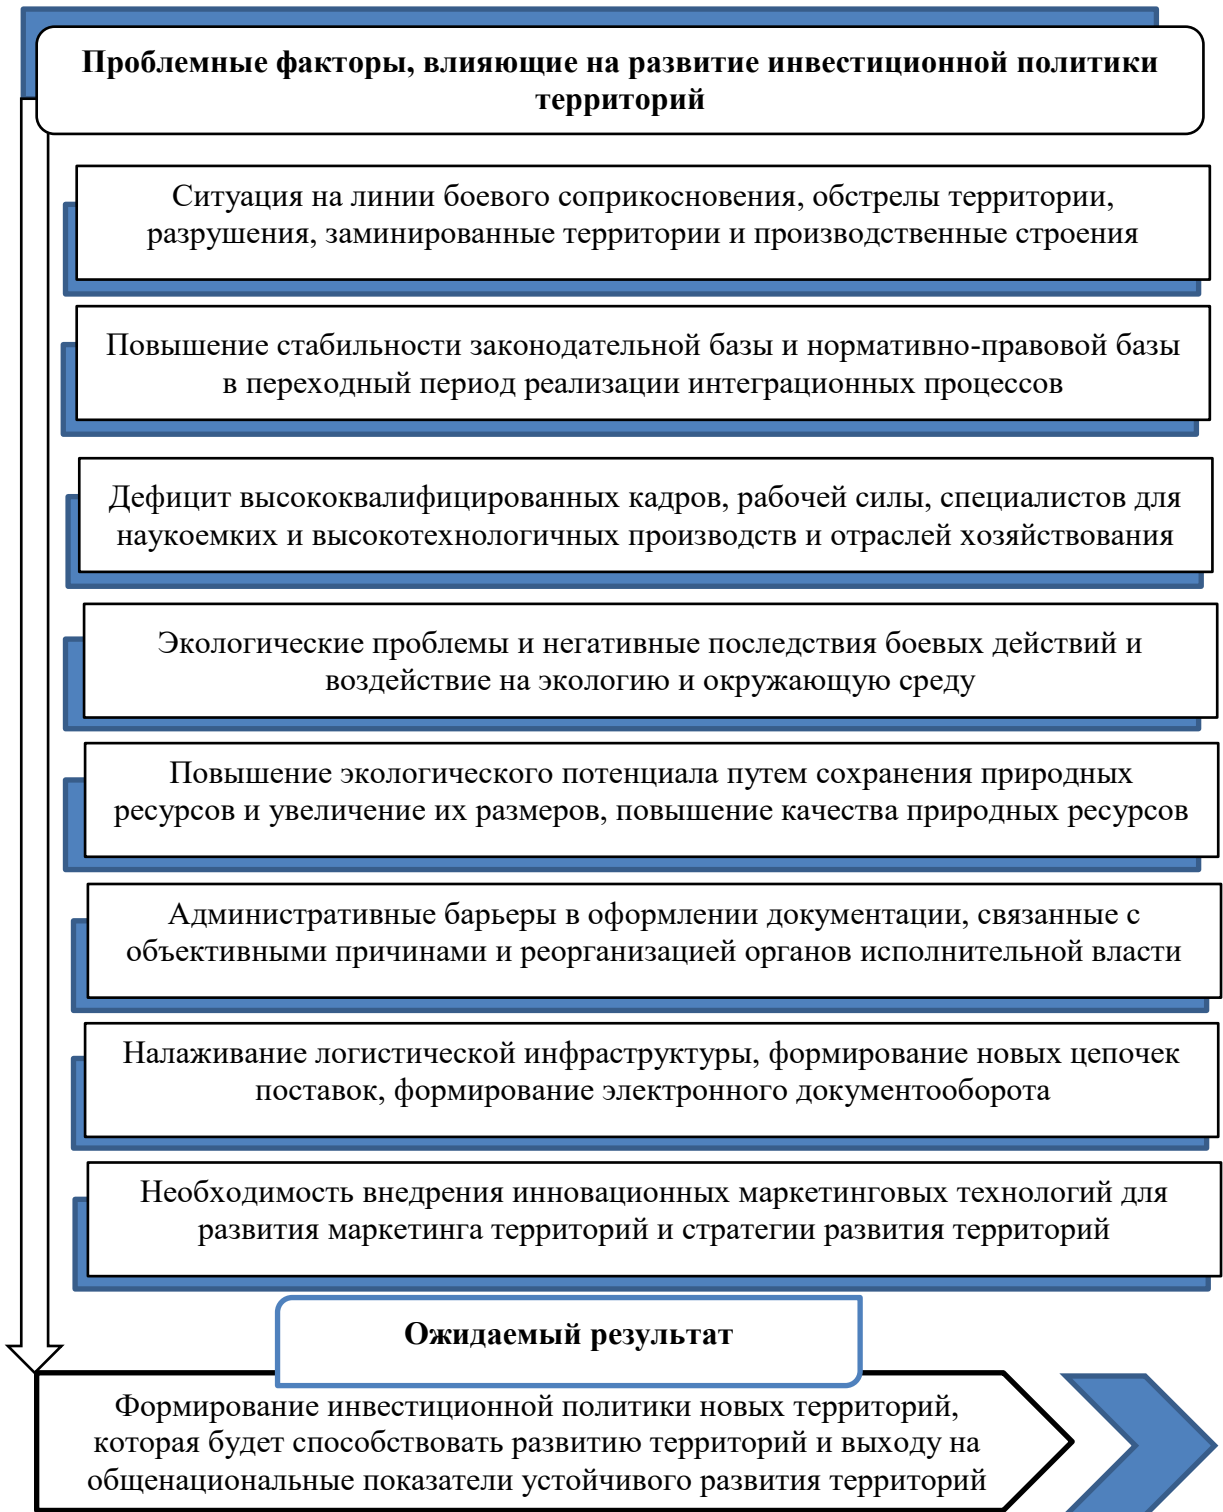 Проблемные факторы, влияющие на развитие инвестиционной политики
территорий
Ситуация на линии боевого соприкосновения, обстрелы территории,
разрушения, заминированные территории и производственные строения
Повышение стабильности законодательной базы и нормативно-правовой базы
в переходный период реализации интеграционных процессов
Дефицит высококвалифицированных кадров, рабочей силы, специалистов для
наукоемких и высокотехнологичных производств и отраслей хозяйствования
Экологические проблемы и негативные последствия боевых действий и
воздействие на экологию и окружающую среду
Повышение экологического потенциала путем сохранения природных
ресурсов и увеличение их размеров, повышение качества природных ресурсов
Административные барьеры в оформлении документации, связанные с
объективными причинами и реорганизацией органов исполнительной власти
Налаживание логистической инфраструктуры, формирование новых цепочек
поставок, формирование электронного документооборота
Необходимость внедрения инновационных маркетинговых технологий для
развития маркетинга территорий и стратегии развития территорий
Ожидаемый результат
Формирование инвестиционной политики новых территорий,
которая будет способствовать развитию территорий и выходу на
общенациональные показатели устойчивого развития территорий